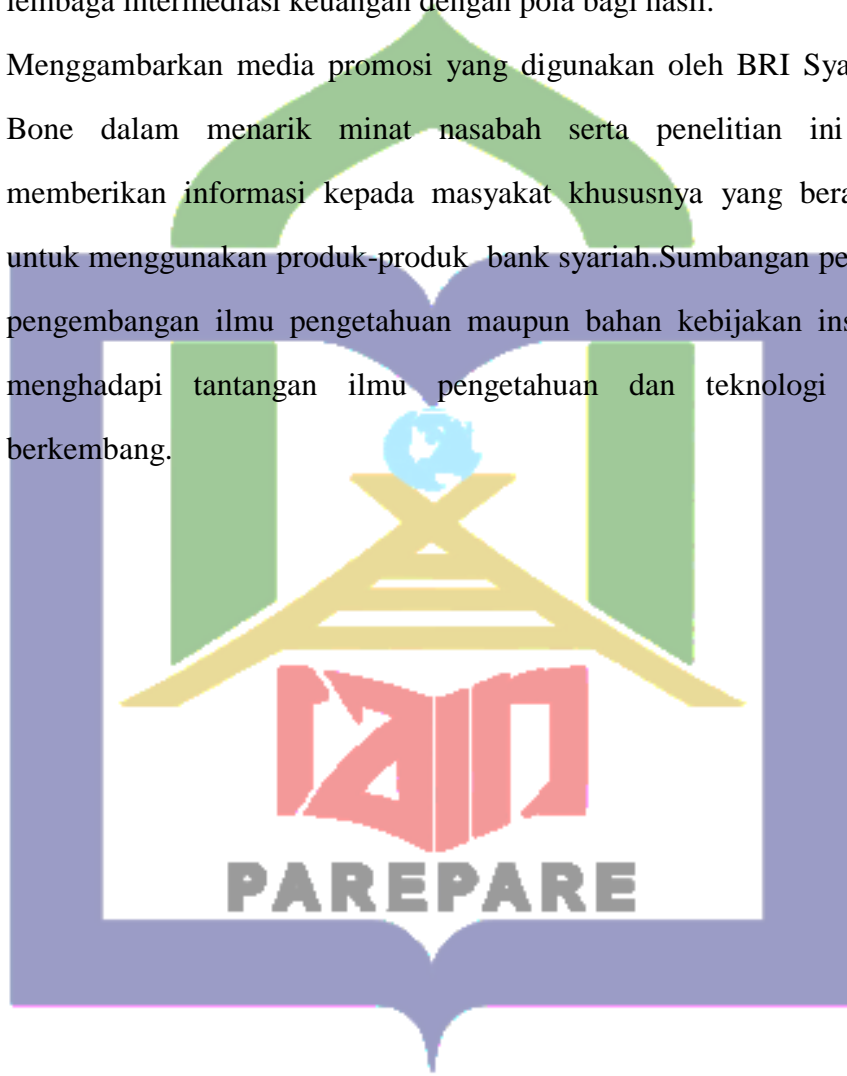 lembaga intermediasi keuangan dengan pola bagi hasil.
Menggambarkan media promosi yang digunakan oleh BRI Sya
Bone dalam menarik minat nasabah serta penelitian ini
memberikan informasi kepada masyakat khususnya yang bera
untuk menggunakan produk-produk bank syariah.Sumbangan pe
pengembangan ilmu pengetahuan maupun bahan kebijakan ins
menghadapi tantangan ilmu pengetahuan dan teknologi
berkembang.
iain
PAREPARE